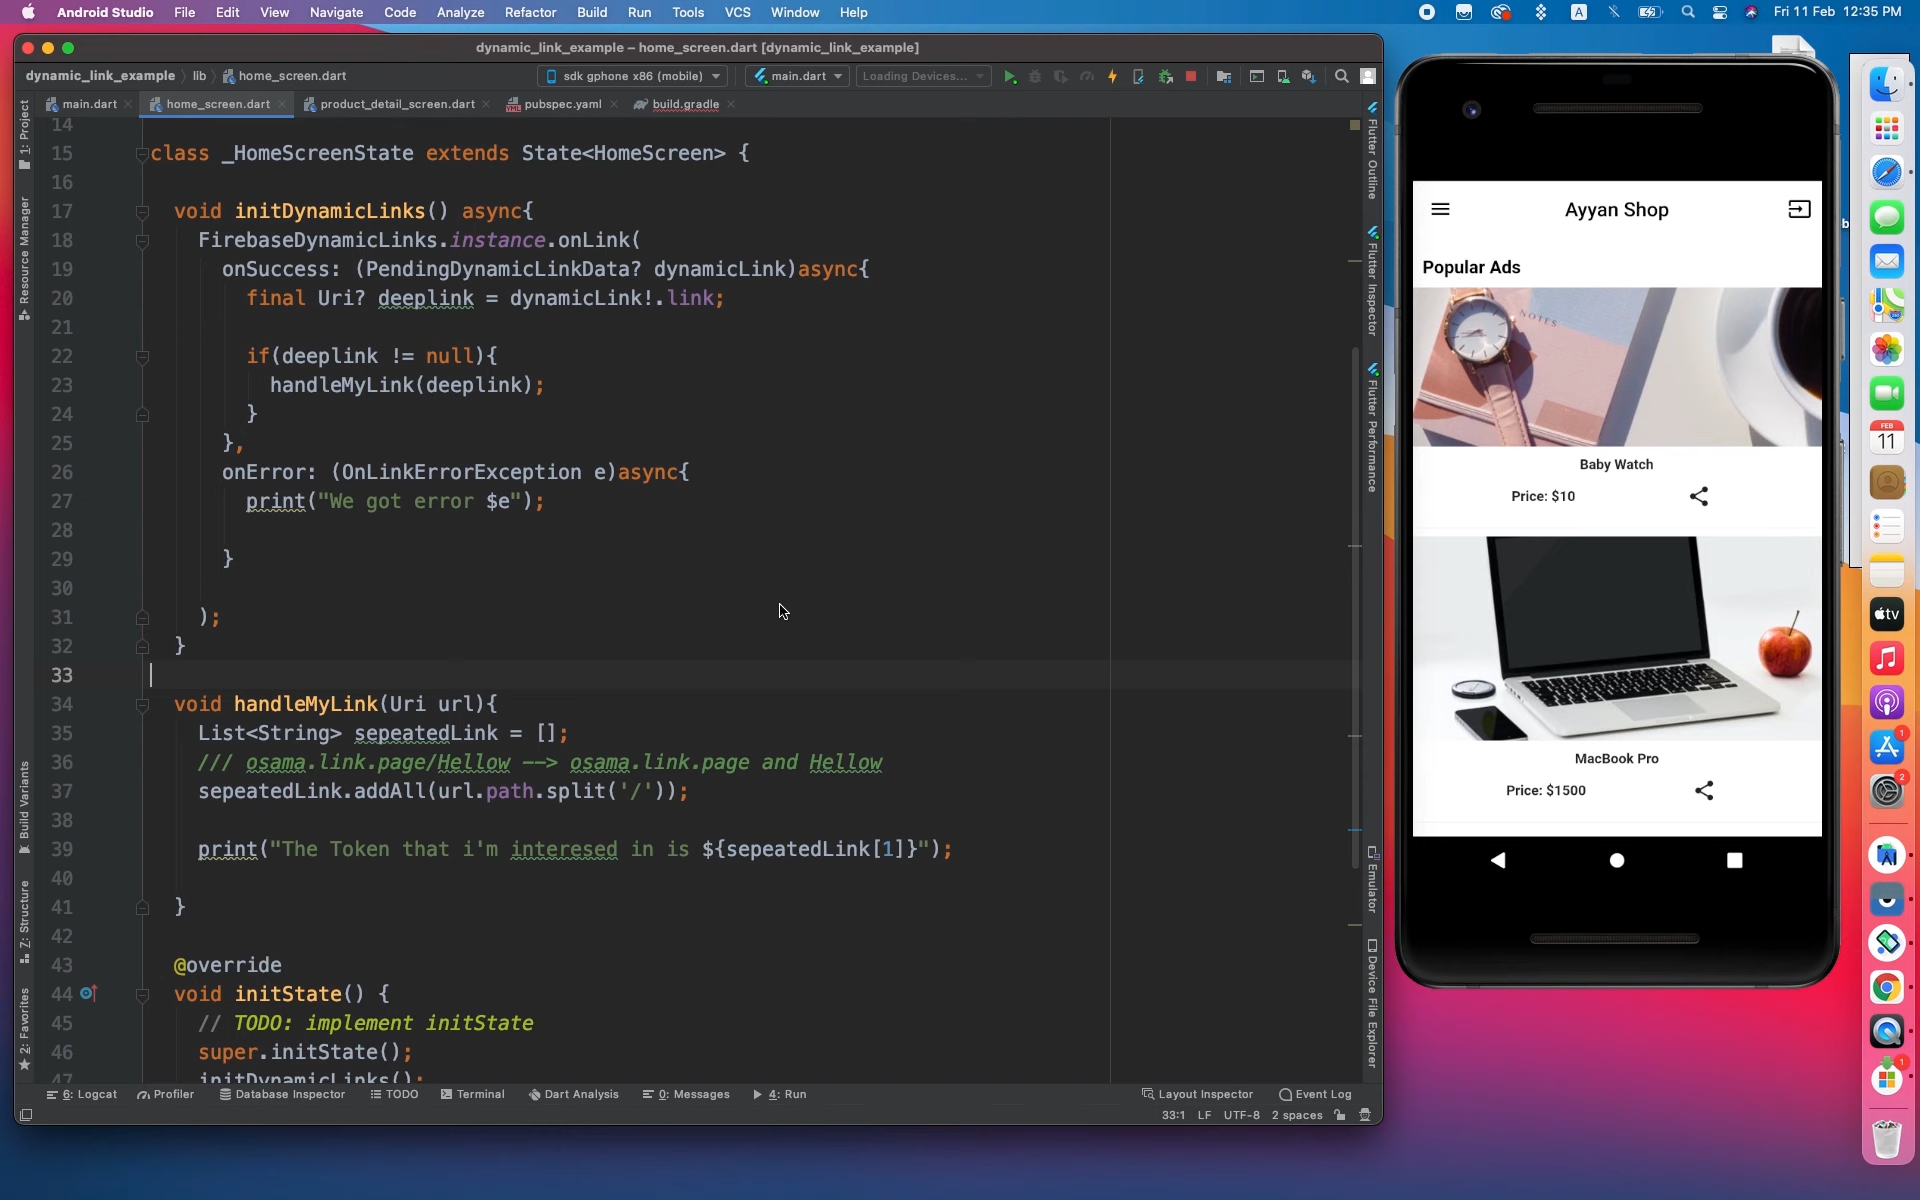 Android Studio File Edit View Navigate Code Analyze Refactor Build Run Tools VCS Window Help
A
Fri 11 Feb 12:35 PM
dynamic_link_example – home_screen.dart [dynamic_link_example]
dynamic_link_example lib home_screen.dart
sdk gphone x86 (mobile) main.dart Loading Devices...
main.dart home_screen.dart product_detail_screen.dart pubspec.yaml build.gradle
14
15 class _HomeScreenState extends State<HomeScreen> {
16
17 void initDynamicLinks() async{
18 FirebaseDynamicLinks.instance.onLink(
19 onSuccess: (PendingDynamicLinkData? dynamicLink)async{
20 final Uri? deeplink = dynamicLink!.link;
21
22 if(deeplink != null){
23 handleMyLink(deeplink);
24 }
25 },
26 onError: (OnLinkErrorException e)async{
27 print("We got error $e");
28
29 }
30
31 );
32 }
33
34 void handleMyLink(Uri url){
35 List<String> sepeatedLink = [];
36 /// osama.link.page/Hellow --> osama.link.page and Hellow
37 sepeatedLink.addAll(url.path.split('/'));
38
39 print("The Token that i'm interesed in is ${sepeatedLink[1]}");
40
41 }
42
43 @override
44 void initState() {
45 // TODO: implement initState
46 super.initState();
47 initDynamicLinks();
1: Project
Resource Manager
Build Variants
Z: Structure
2: Favorites
Flutter Outline
Flutter Inspector
Flutter Performance
Emulator
Device File Explorer
6: Logcat Profiler Database Inspector TODO Terminal Dart Analysis 0: Messages 4: Run Layout Inspector Event Log
33:1 LF UTF-8 2 spaces
Ayyan Shop
Popular Ads
NOTES
Baby Watch
Price: $10
MacBook Pro
Price: $1500
FEB
11
tv
1
2
1